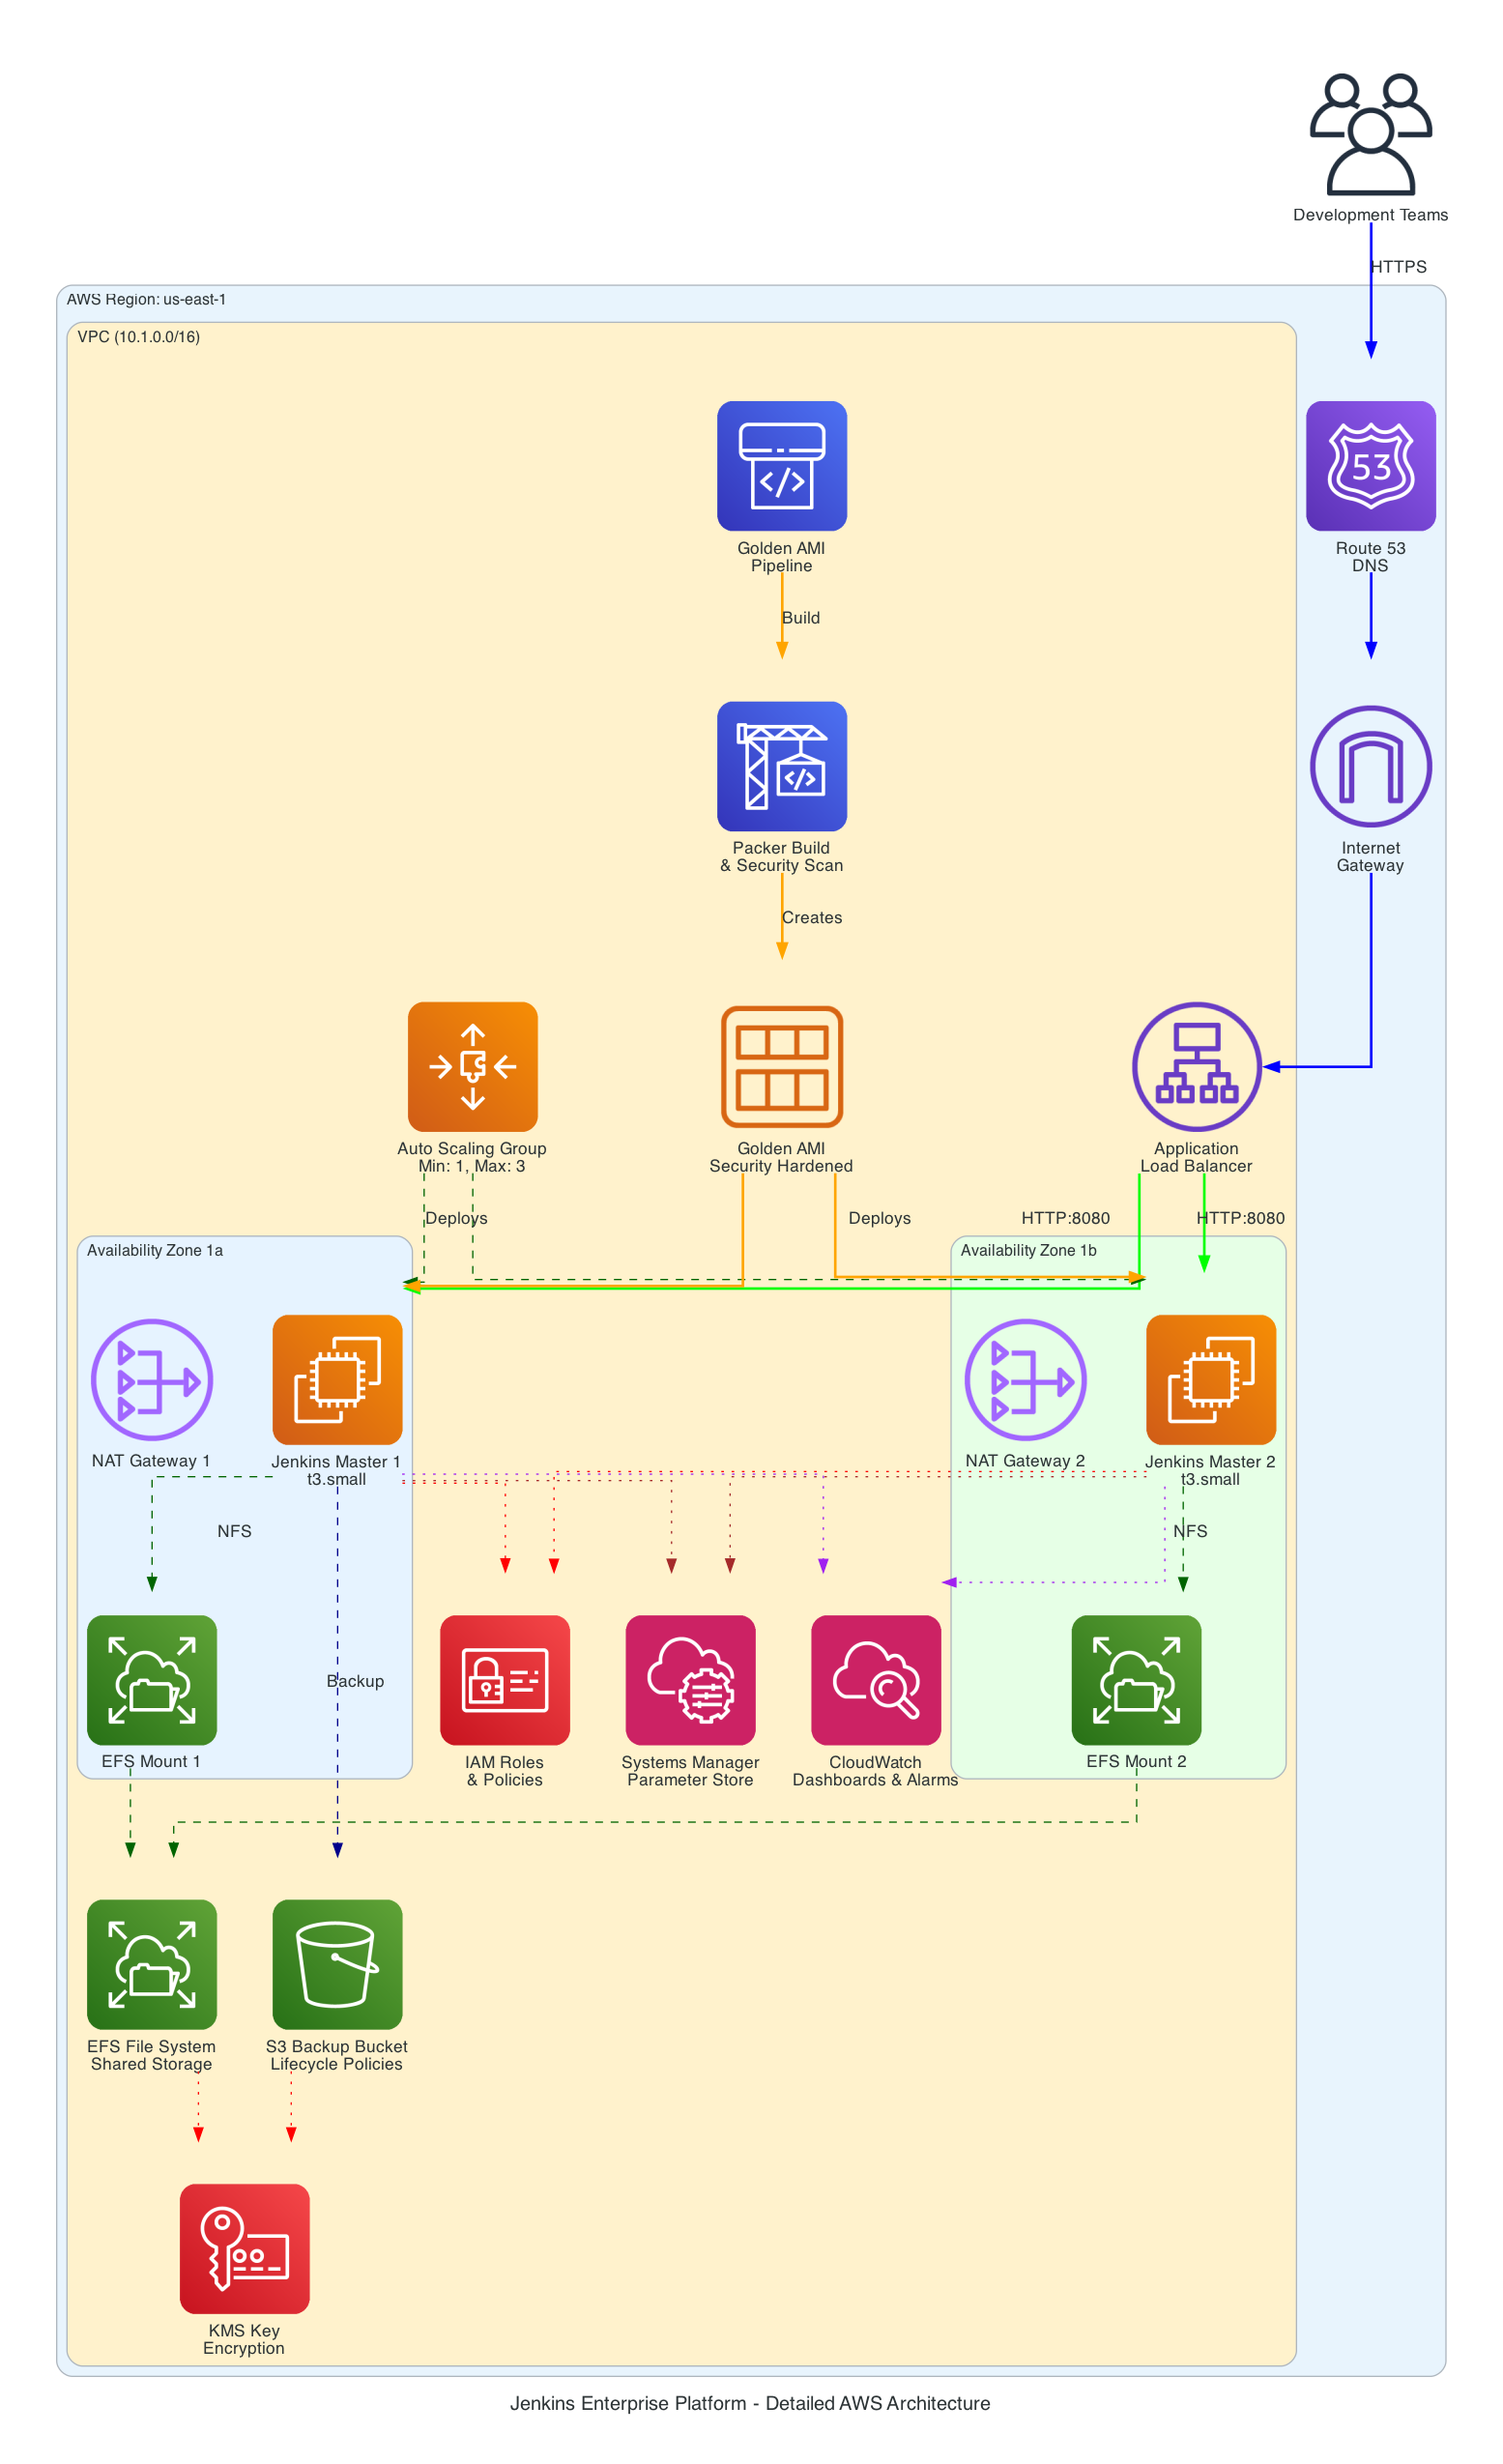 Development Teams
HTTPS
AWS Region: us-east-1
VPC (10.1.0.0/16)
53
Golden AMI
Pipeline
Route 53
DNS
Build
Packer Build
& Security Scan
Internet
Gateway
Creates
Auto Scaling Group
Min: 1, Max: 3
Golden AMI
Security Hardened
Application
Load Balancer
Deploys
Deploys
HTTP:8080
HTTP:8080
Availability Zone 1a
Availability Zone 1b
NAT Gateway 1
Jenkins Master 1
t3.small
NAT Gateway 2
Jenkins Master 2
t3.small
NFS
NFS
Backup
EFS Mount 1
IAM Roles
& Policies
Systems Manager
Parameter Store
CloudWatch
Dashboards & Alarms
EFS Mount 2
EFS File System
Shared Storage
S3 Backup Bucket
Lifecycle Policies
KMS Key
Encryption
Jenkins Enterprise Platform - Detailed AWS Architecture